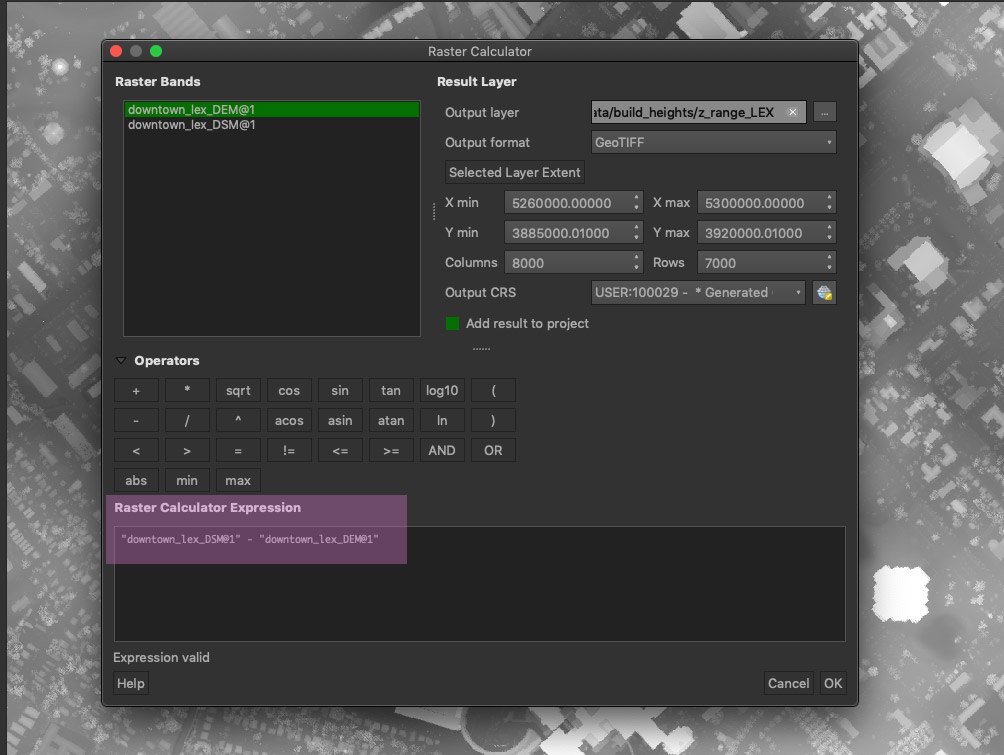 Raster Calculator
Raster Bands
downtown_lex_DEM@1
downtown_lex_DSM@1
Result Layer
Output layer ata/build_heights/z_range_LEX ...
Output format GeoTIFF
Selected Layer Extent
X min 5260000.00000 X max 5300000.00000
Y min 3885000.01000 Y max 3920000.01000
Columns 8000 Rows 7000
Output CRS USER:100029 - * Generated
Add result to project
Operators
+ * sqrt cos sin tan log10 (
- / ^ acos asin atan ln )
< > = != <= >= AND OR
abs min max
Raster Calculator Expression
"downtown_lex_DSM@1" - "downtown_lex_DEM@1"
Expression valid
Help Cancel OK